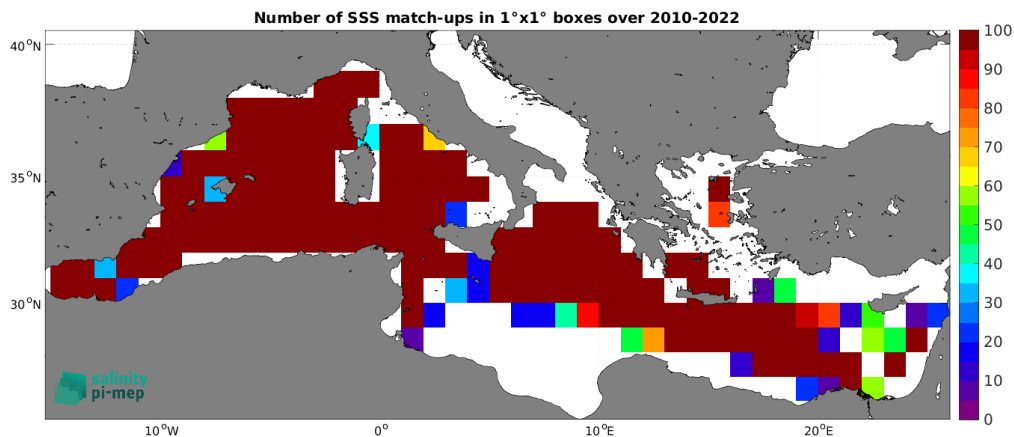 Number of SSS match-ups in 1°x1° boxes over 2010-2022
40°N
35°N
30°N
10°W
0°
10°E
20°E
100
90
80
70
60
50
40
30
20
10
0
salinity
pi-mep